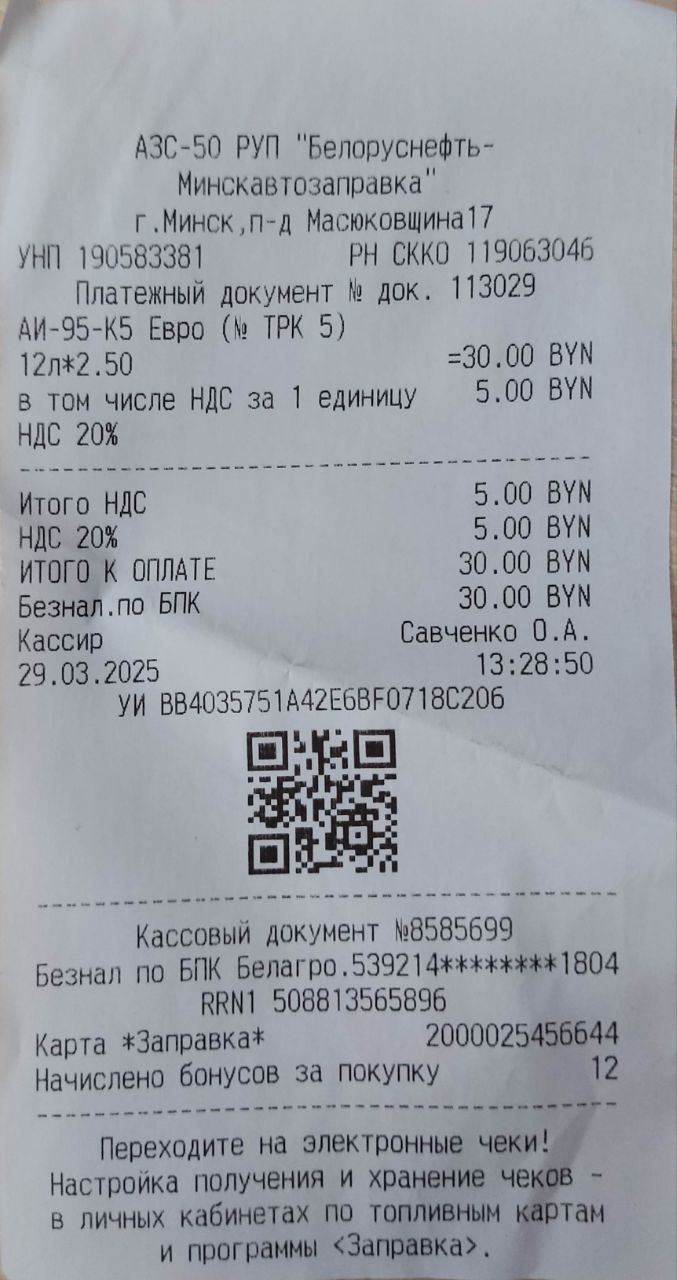 АЗС-50 РУП "Белоруснефть-
Минскавтозаправка"
г.Минск,п-д Масюковщина17
УНП 190583381 РН СККО 119063046
Платежный документ № док. 113029
АИ-95-К5 Евро (№ ТРК 5)
12л*2.50 =30.00 BYN
в том числе НДС за 1 единицу 5.00 BYN
НДС 20%
Итого НДС 5.00 BYN
НДС 20% 5.00 BYN
ИТОГО К ОПЛАТЕ 30.00 BYN
Безнал.по БПК 30.00 BYN
Кассир Савченко О.А.
29.03.2025 13:28:50
УИ BB4035751A42E6BF0718C206
Кассовый документ №8585699
Безнал по БПК Белагро.539214********1804
RRN1 508813565896
Карта *Заправка* 2000025456644
Начислено бонусов за покупку 12
Переходите на электронные чеки!
Настройка получения и хранение чеков -
в личных кабинетах по топливным картам
и программы <Заправка>.